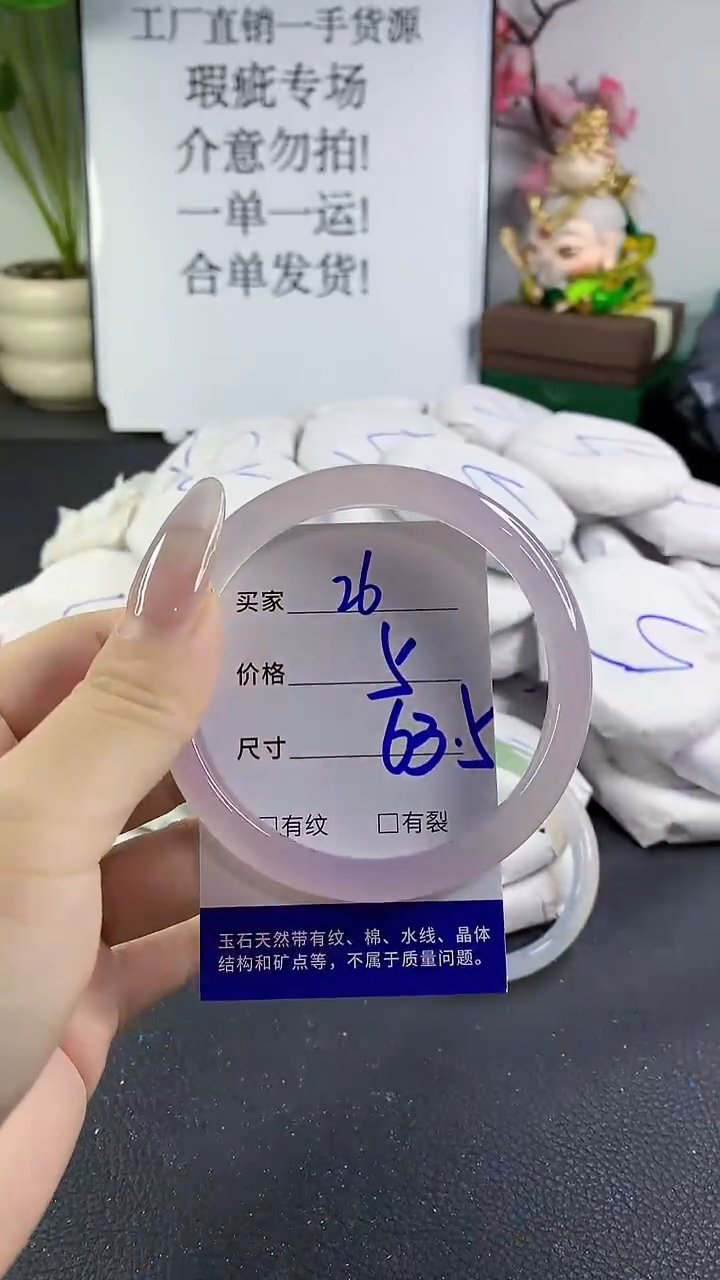 工厂直销一手货源
瑕疵专场
介意勿拍!
一单一运!
合单发货!
买家 26
价格 5
尺寸 63.5
□有纹 □有裂
玉石天然带有纹、棉、水线、晶体
结构和矿点等，不属于质量问题。